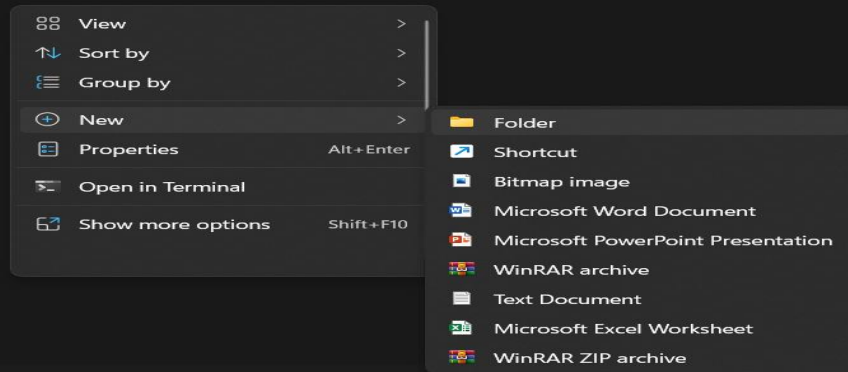 View
Sort by
Group by
New
Properties Alt+Enter
Open in Terminal
Show more options Shift+F10
Folder
Shortcut
Bitmap image
Microsoft Word Document
Microsoft PowerPoint Presentation
WinRAR archive
Text Document
Microsoft Excel Worksheet
WinRAR ZIP archive